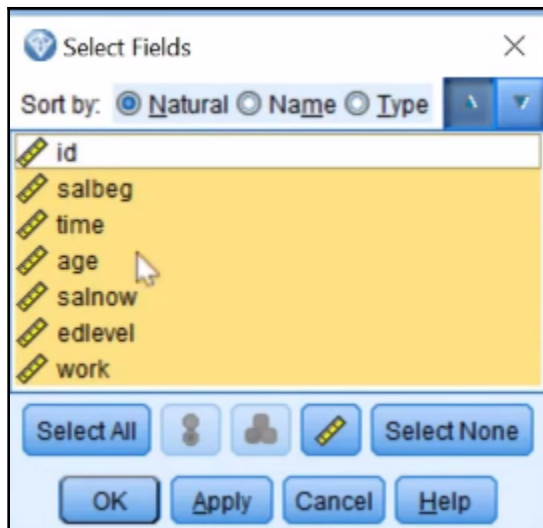 Select Fields
Sort by: Natural Name Type
id
salbeg
time
age
salnow
edlevel
work
Select All Select None
OK Apply Cancel Help